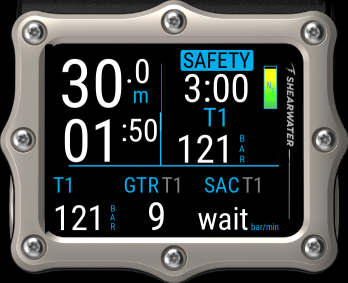 30.0 m
01:50
SAFETY
3:00
T1
121 BAR
N₂
SHEARWATER
T1 GTR T1 SAC T1
121 BAR 9 wait bar/min